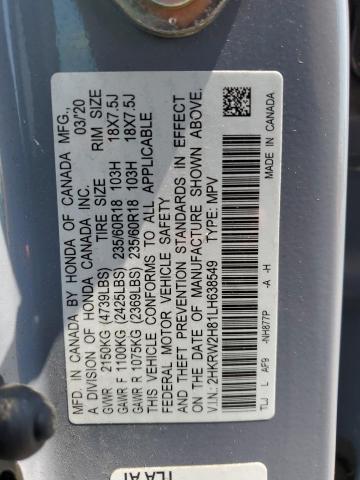 MFD. IN CANADA BY HONDA OF CANADA MFG.,
A DIVISION OF HONDA CANADA INC. 03/'20
GVWR 2150KG (4739LBS) TIRE SIZE RIM SIZE
GAWR F 1100KG (2425LBS) 235/60R18 103H 18X7.5J
GAWR R 1075KG (2369LBS) 235/60R18 103H 18X7.5J
THIS VEHICLE CONFORMS TO ALL APPLICABLE
FEDERAL MOTOR VEHICLE SAFETY
AND THEFT PREVENTION STANDARDS IN EFFECT
ON THE DATE OF MANUFACTURE SHOWN ABOVE.
V.I.N.: 2HKRW2H81LH638549 TYPE: MPV
TLJ L AF9 -NH877P -A -H
MADE IN CANADA